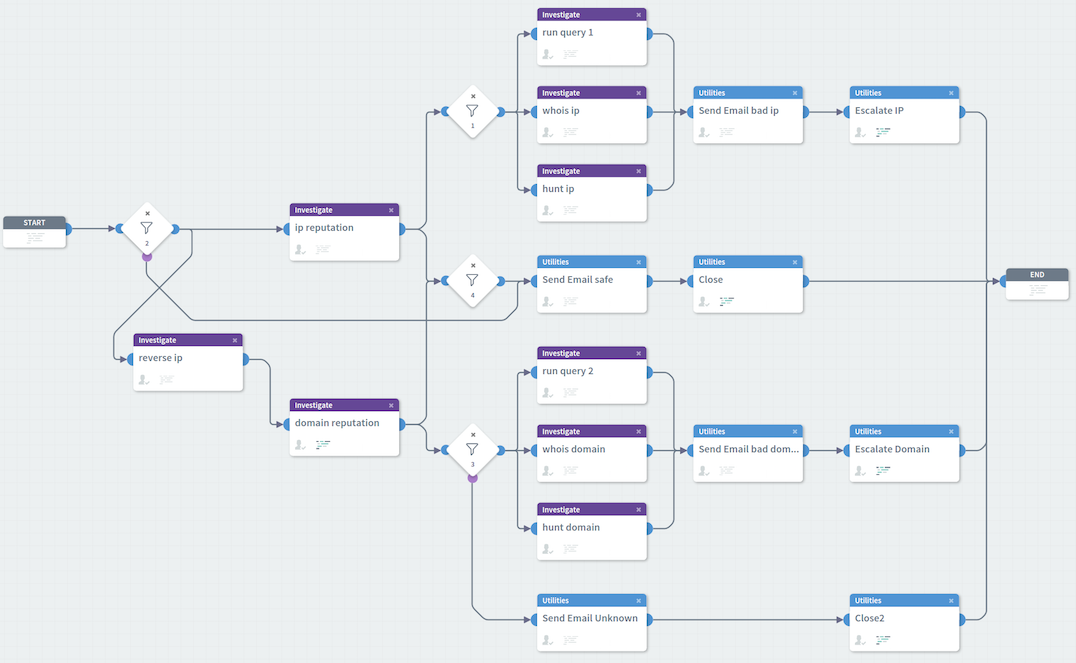 Investigate
run query 1
Investigate
whois ip
Utilities
Send Email bad ip
Utilities
Escalate IP
1
Investigate
hunt ip
START
2
Investigate
ip reputation
4
Utilities
Send Email safe
Utilities
Close
END
Investigate
reverse ip
Investigate
run query 2
Investigate
domain reputation
3
Investigate
whois domain
Utilities
Send Email bad dom...
Utilities
Escalate Domain
Investigate
hunt domain
Utilities
Send Email Unknown
Utilities
Close2